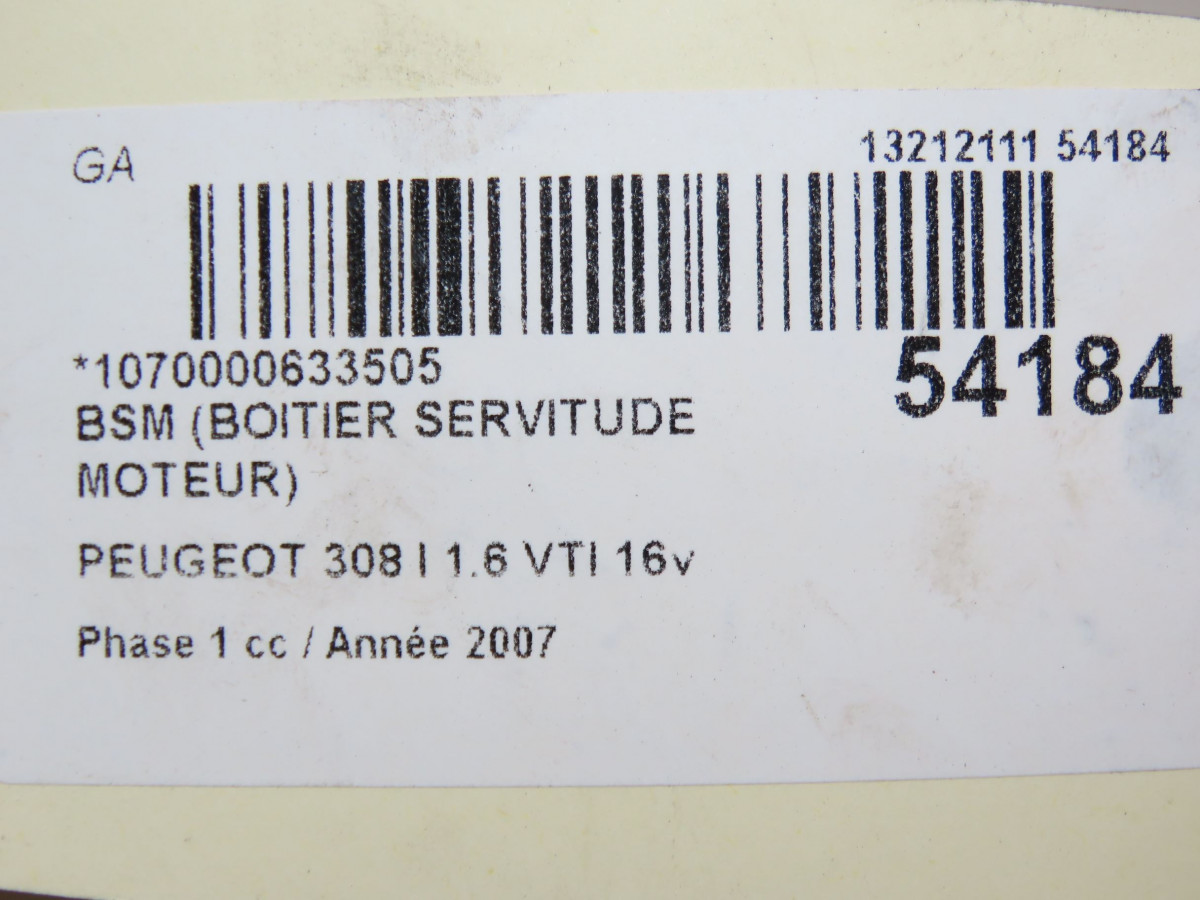 GA
13212111 54184
*1070000633505
54184
BSM (BOITIER SERVITUDE
MOTEUR)
PEUGEOT 308 I 1.6 VTI 16v
Phase 1 cc / Année 2007